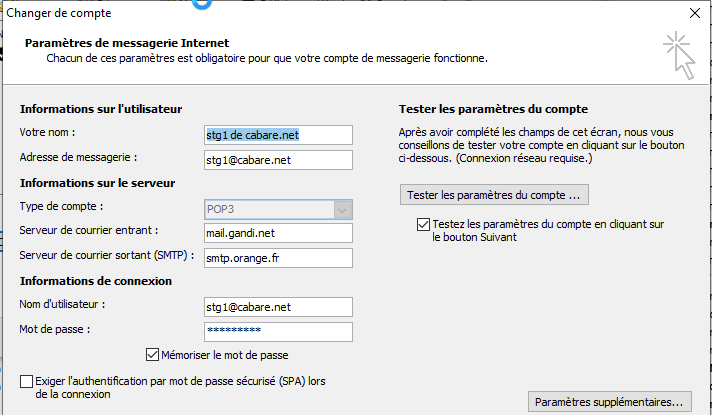 Changer de compte
Paramètres de messagerie Internet
Chacun de ces paramètres est obligatoire pour que votre compte de messagerie fonctionne.
Informations sur l'utilisateur
Votre nom :
stg1 de cabare.net
Adresse de messagerie :
stg1@cabare.net
Informations sur le serveur
Type de compte :
POP3
Serveur de courrier entrant :
mail.gandi.net
Serveur de courrier sortant (SMTP) :
smtp.orange.fr
Informations de connexion
Nom d'utilisateur :
stg1@cabare.net
Mot de passe :
*********
Mémoriser le mot de passe
Exiger l'authentification par mot de passe sécurisé (SPA) lors
de la connexion
Tester les paramètres du compte
Après avoir complété les champs de cet écran, nous vous
conseillons de tester votre compte en cliquant sur le bouton
ci-dessous. (Connexion réseau requise.)
Tester les paramètres du compte ...
Testez les paramètres du compte en cliquant sur
le bouton Suivant
Paramètres supplémentaires...